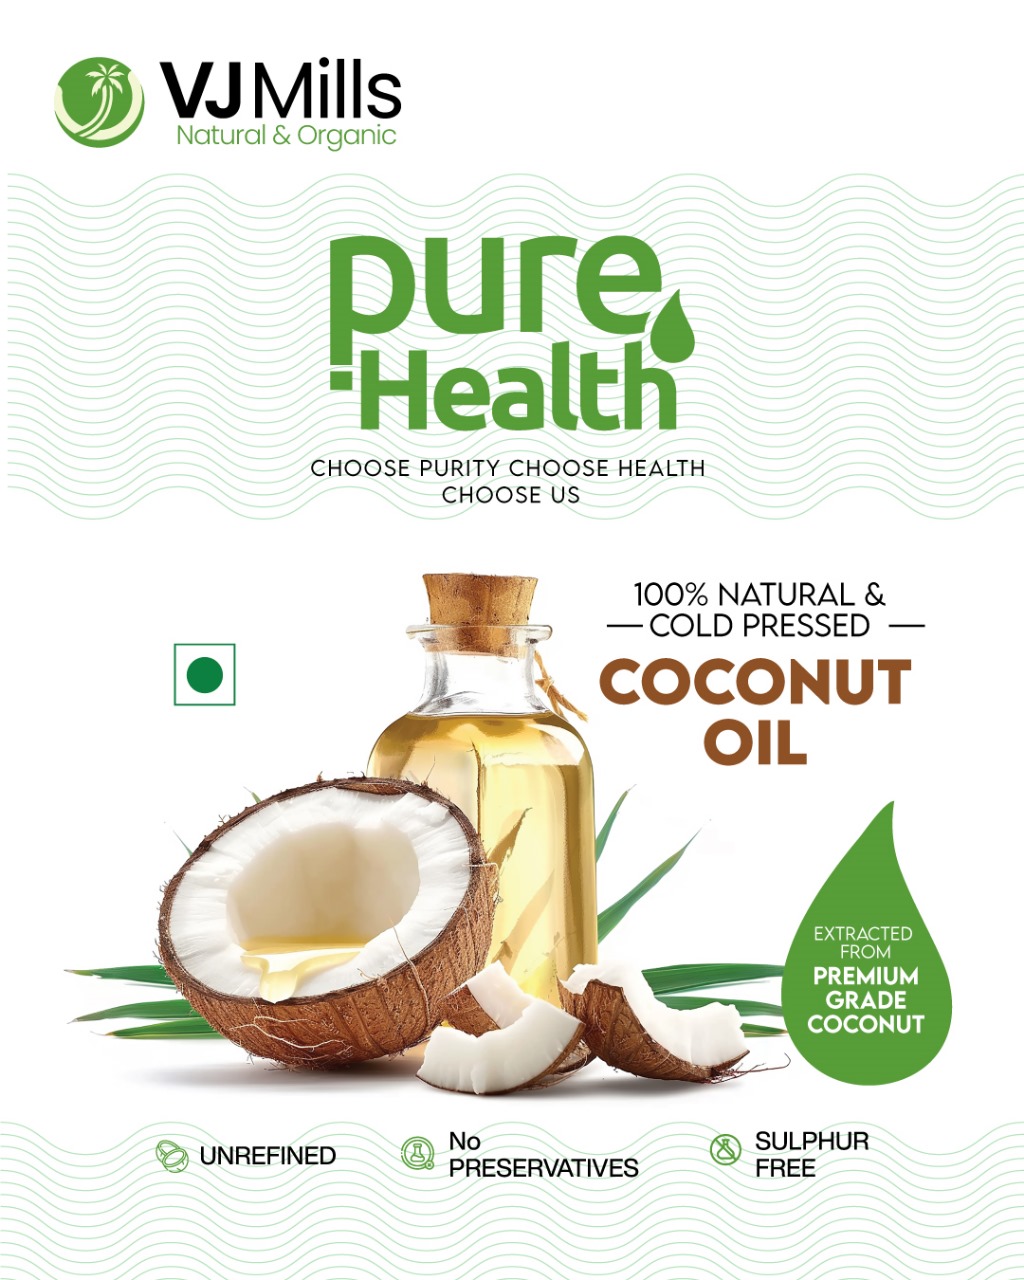 VJ Mills
Natural & Organic
pure
Health
CHOOSE PURITY CHOOSE HEALTH
CHOOSE US
100% NATURAL &
COLD PRESSED
COCONUT
OIL
EXTRACTED
FROM
PREMIUM
GRADE
COCONUT
UNREFINED
No
PRESERVATIVES
SULPHUR
FREE